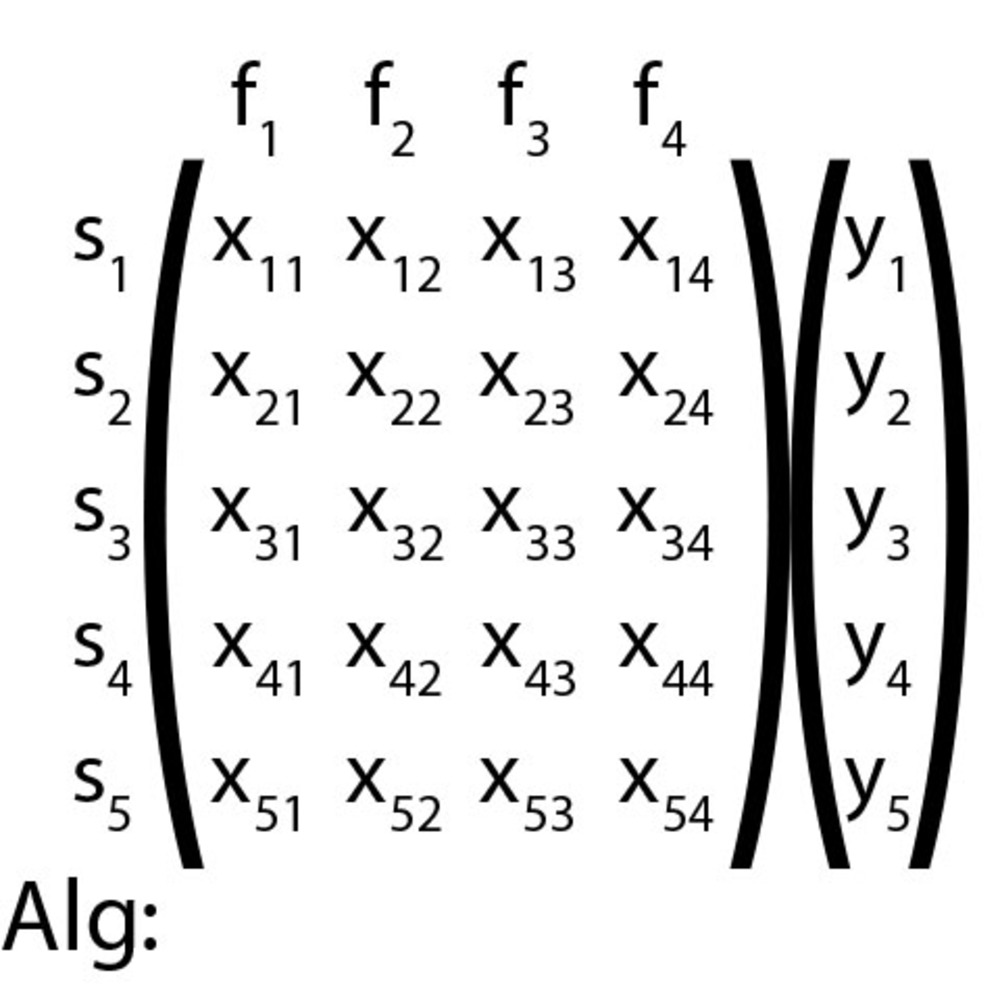 f1 f2 f3 f4
s1 x11 x12 x13 x14 y1
s2 x21 x22 x23 x24 y2
s3 x31 x32 x33 x34 y3
s4 x41 x42 x43 x44 y4
s5 x51 x52 x53 x54 y5
Alg: